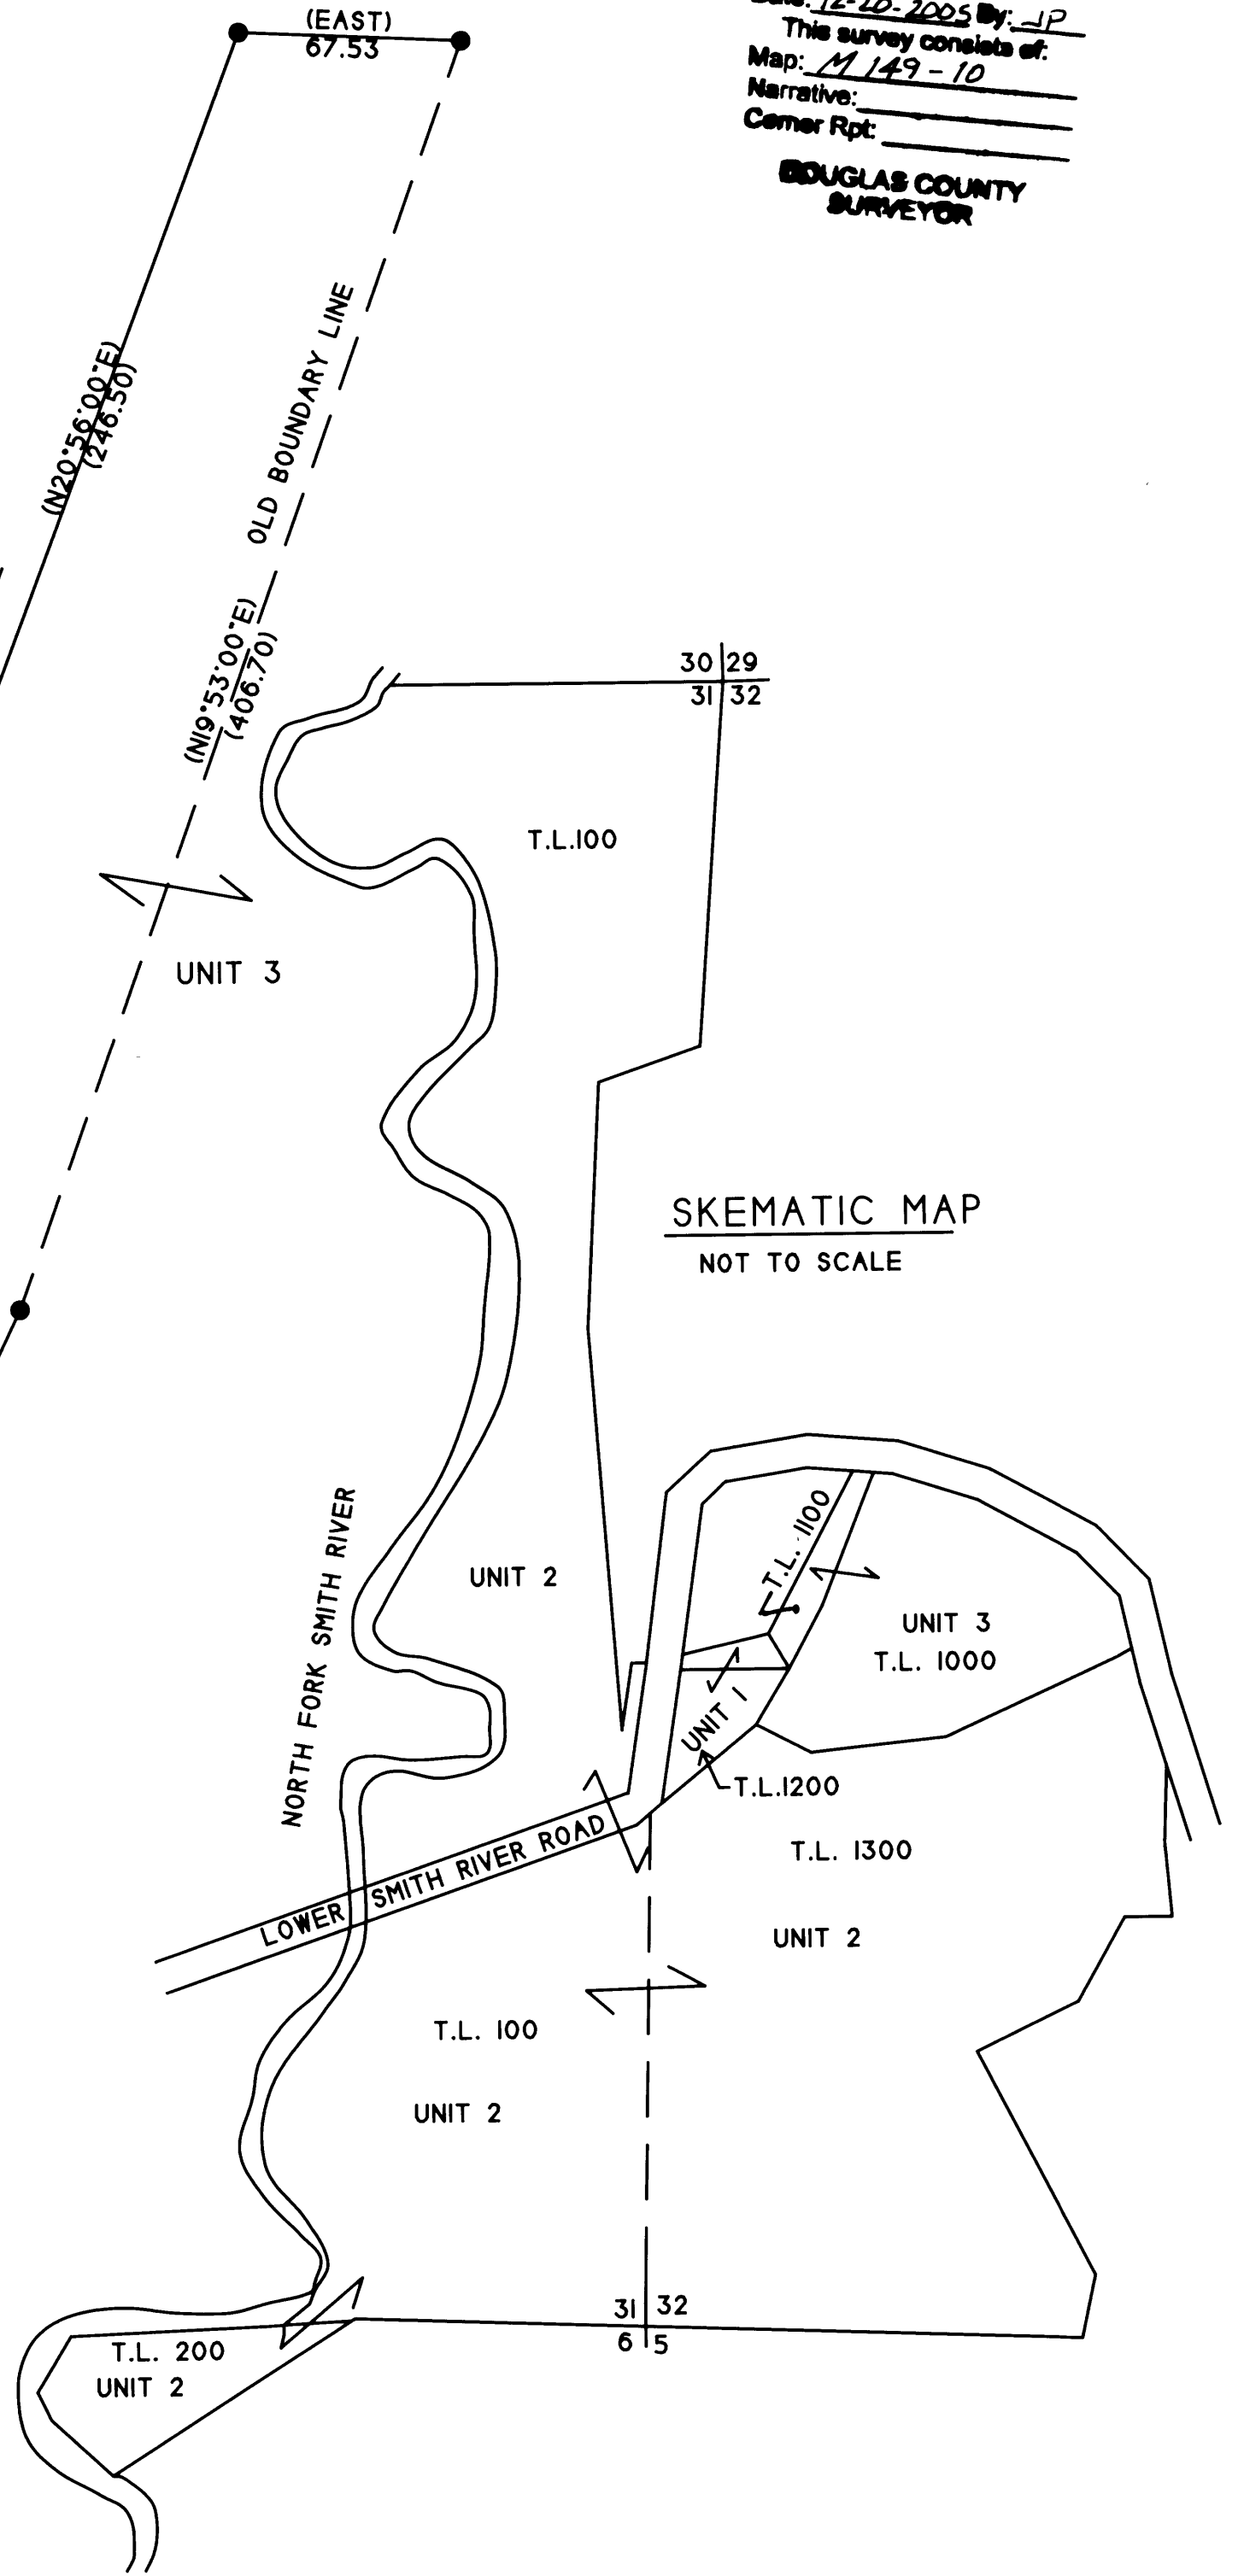 (EAST)
67.53
Date: 12-20-2005 By: JP
This survey consists of:
Map: M 149-10
Narrative:
Corner Rpt:
DOUGLAS COUNTY
SURVEYOR
(N20°56'00"E)
(246.50)
OLD BOUNDARY LINE
(N19°53'00"E)
(406.70)
30 29
31 32
T.L.100
UNIT 3
SKEMATIC MAP
NOT TO SCALE
NORTH FORK SMITH RIVER
UNIT 2
T.L. 1100
UNIT 3
T.L. 1000
UNIT 1
T.L.1200
LOWER SMITH RIVER ROAD
T.L. 1300
UNIT 2
T.L. 100
UNIT 2
31 32
6 5
T.L. 200
UNIT 2